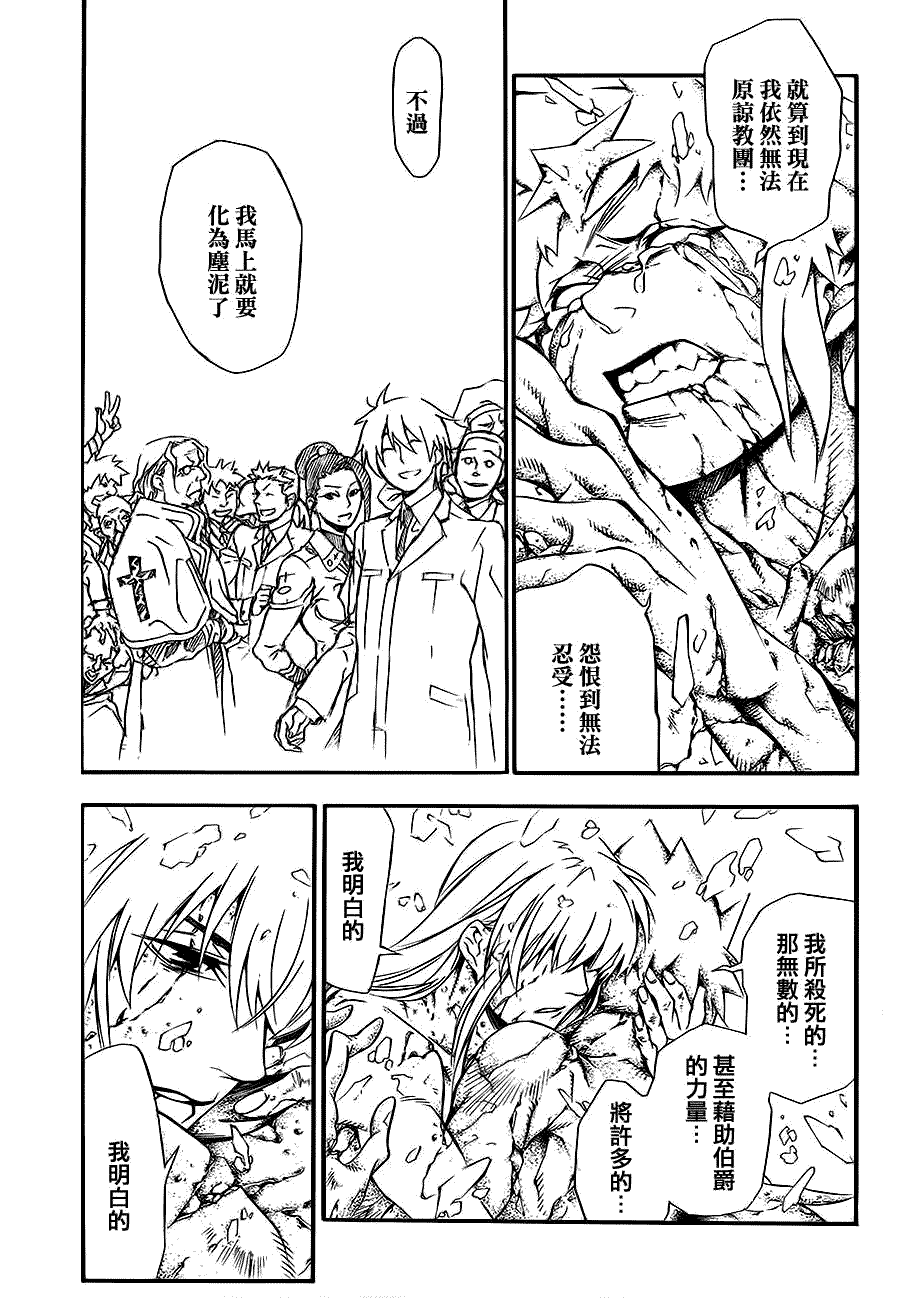 就算到現在
我依然無法
原諒教團…
怨恨到無法
忍受……
不過
我馬上就要
化為塵泥了
我所殺死的…
那無數的…
甚至藉助伯爵
的力量…
將許多的…
我明白的
我明白的